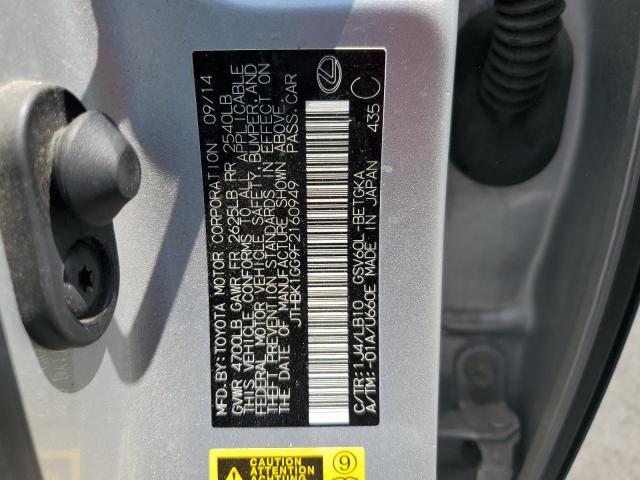 MFD.BY:TOYOTA MOTOR CORPORATION 09/14
GVWR 4700LB GAWR FR 2625LB RR 2540LB
THIS VEHICLE CONFORMS TO ALL APPLICABLE
FEDERAL MOTOR VEHICLE SAFETY,BUMPER,AND
THEFT PREVENTION STANDARDS IN EFFECT ON
THE DATE OF MANUFACTURE SHOWN ABOVE.
JTHBK1GG9F2160949 PASS.CAR
C/TR:1J4/LB10 GSV60L-BETGKA
A/TM:-01A/U660E MADE IN JAPAN 435 C
CAUTION
ATTENTION
ACHTUNG
9